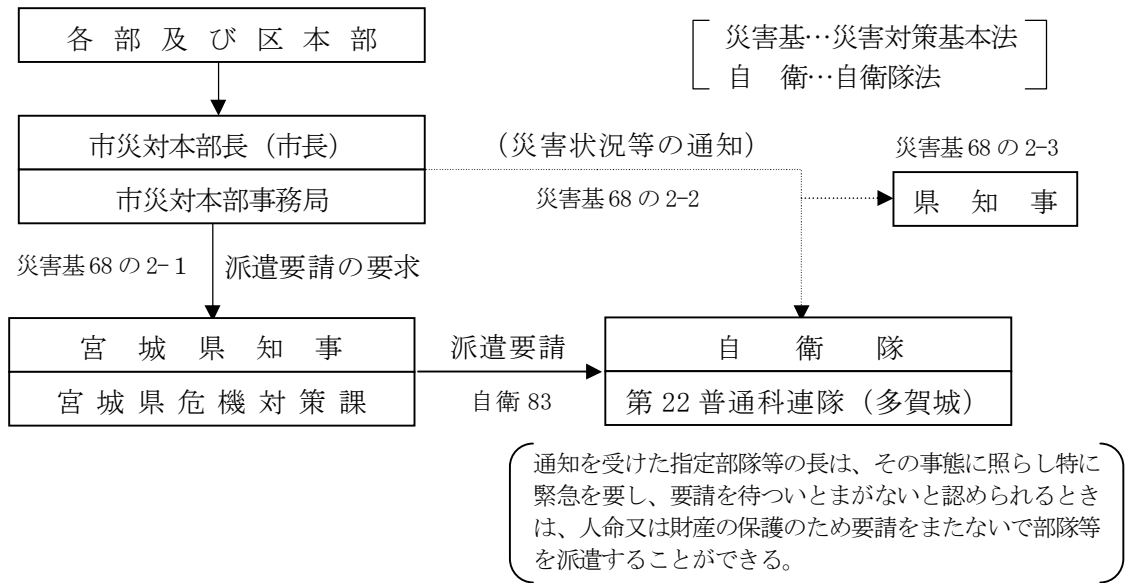 各部及び区本部
災害基…災害対策基本法
自　衛…自衛隊法
市災対本部長（市長）
市災対本部事務局
（災害状況等の通知）
災害基68の2-2
災害基68の2-3
県知事
災害基68の2-１
派遣要請の要求
宮城県知事
宮城県危機対策課
派遣要請
自衛83
自衛隊
第22普通科連隊（多賀城）
通知を受けた指定部隊等の長は、その事態に照らし特に
緊急を要し、要請を待ついとまがないと認められるとき
は、人命又は財産の保護のため要請をまたないで部隊等
を派遣することができる。